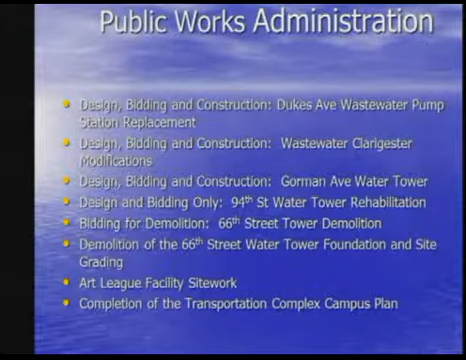 Public Works Administration
• Design, Bidding and Construction: Dukes Ave Wastewater Pump
Station Replacement
• Design, Bidding and Construction: Wastewater Clarigester
Modifications
• Design, Bidding and Construction: Gorman Ave Water Tower
• Design and Bidding Only: 94th St Water Tower Rehabilitation
• Bidding for Demolition: 66th Street Tower Demolition
• Demolition of the 66th Street Water Tower Foundation and Site
Grading
• Art League Facility Sitework
• Completion of the Transportation Complex Campus Plan